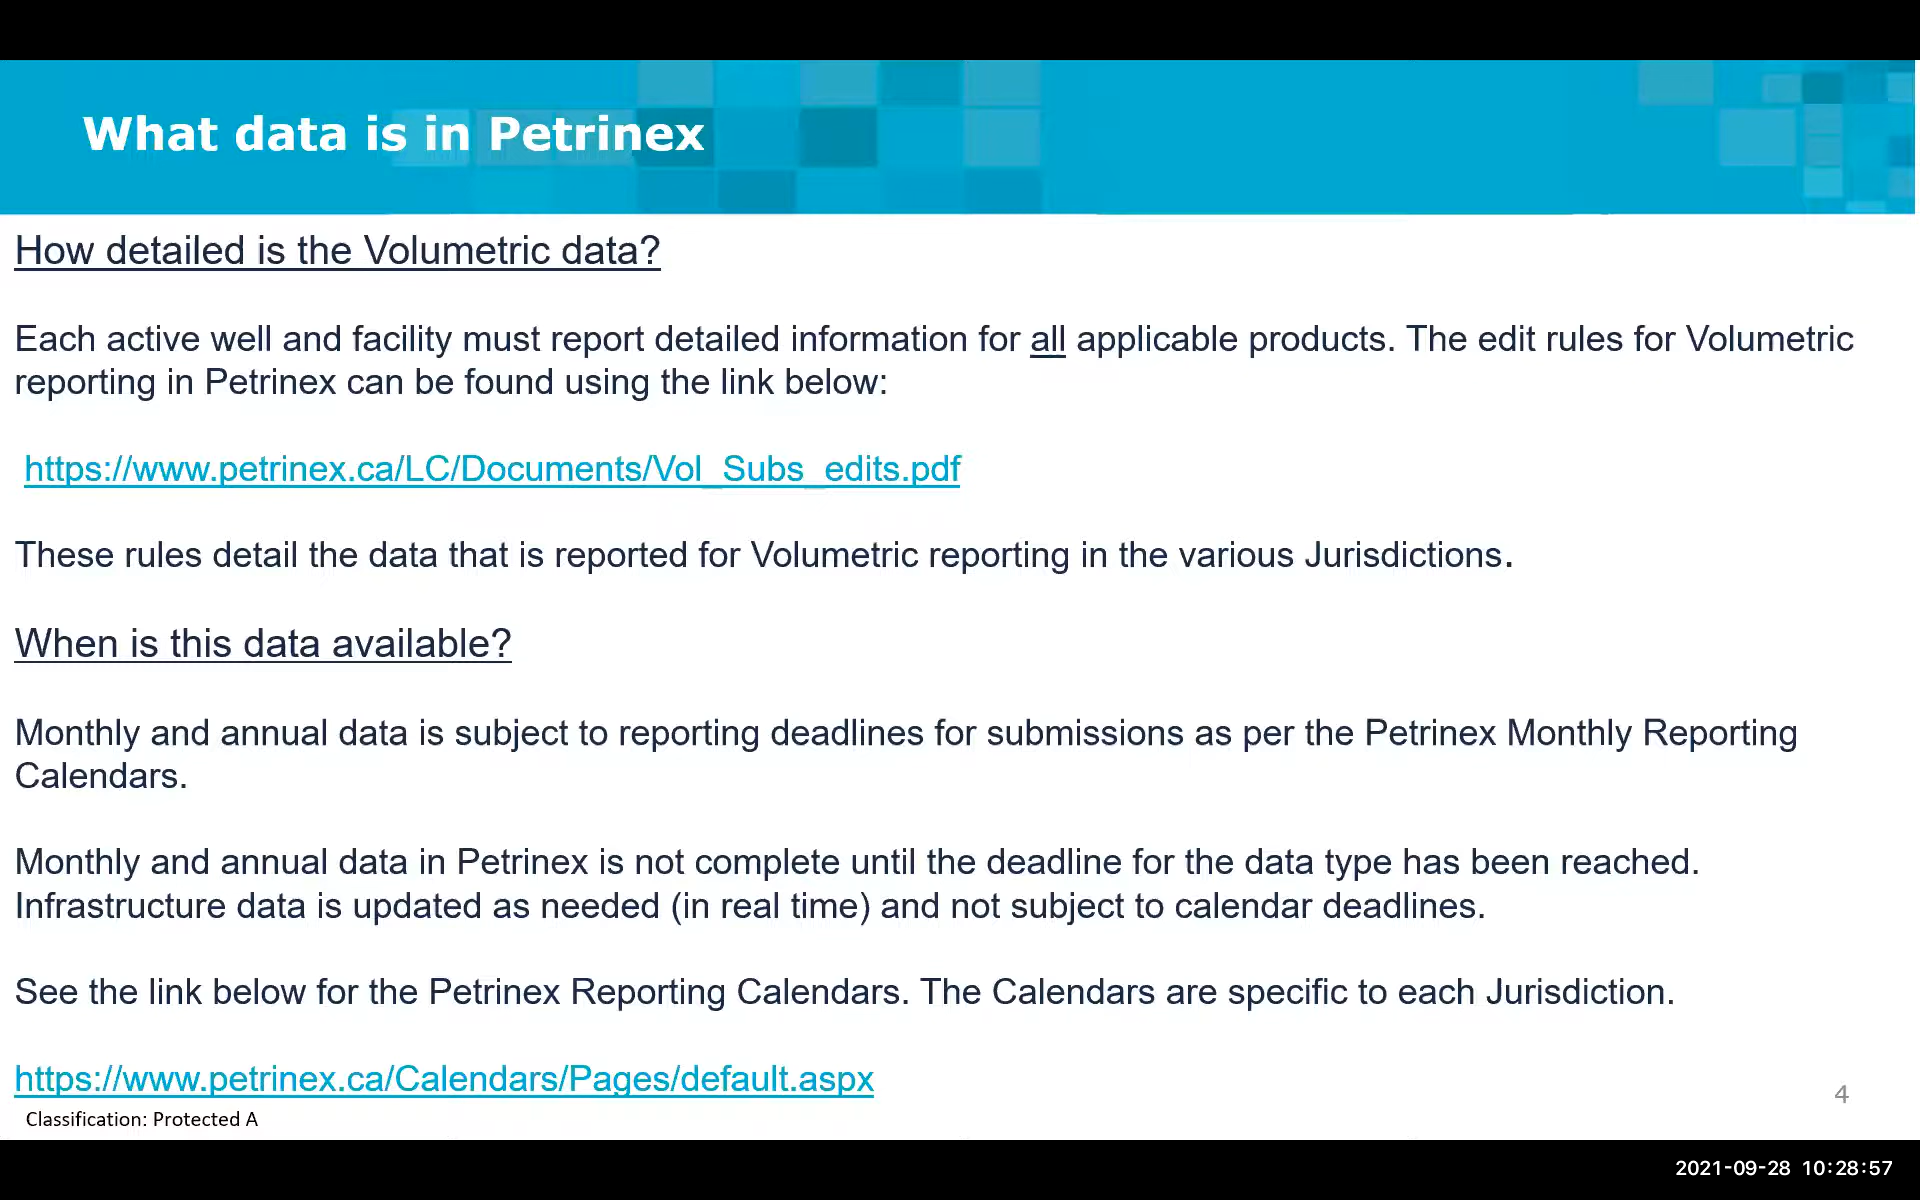 What data is in Petrinex
How detailed is the Volumetric data?
Each active well and facility must report detailed information for all applicable products. The edit rules for Volumetric
reporting in Petrinex can be found using the link below:
https://www.petrinex.ca/LC/Documents/Vol_Subs_edits.pdf
These rules detail the data that is reported for Volumetric reporting in the various Jurisdictions.
When is this data available?
Monthly and annual data is subject to reporting deadlines for submissions as per the Petrinex Monthly Reporting
Calendars.
Monthly and annual data in Petrinex is not complete until the deadline for the data type has been reached.
Infrastructure data is updated as needed (in real time) and not subject to calendar deadlines.
See the link below for the Petrinex Reporting Calendars. The Calendars are specific to each Jurisdiction.
https://www.petrinex.ca/Calendars/Pages/default.aspx
4
Classification: Protected A
2021-09-28 10:28:57